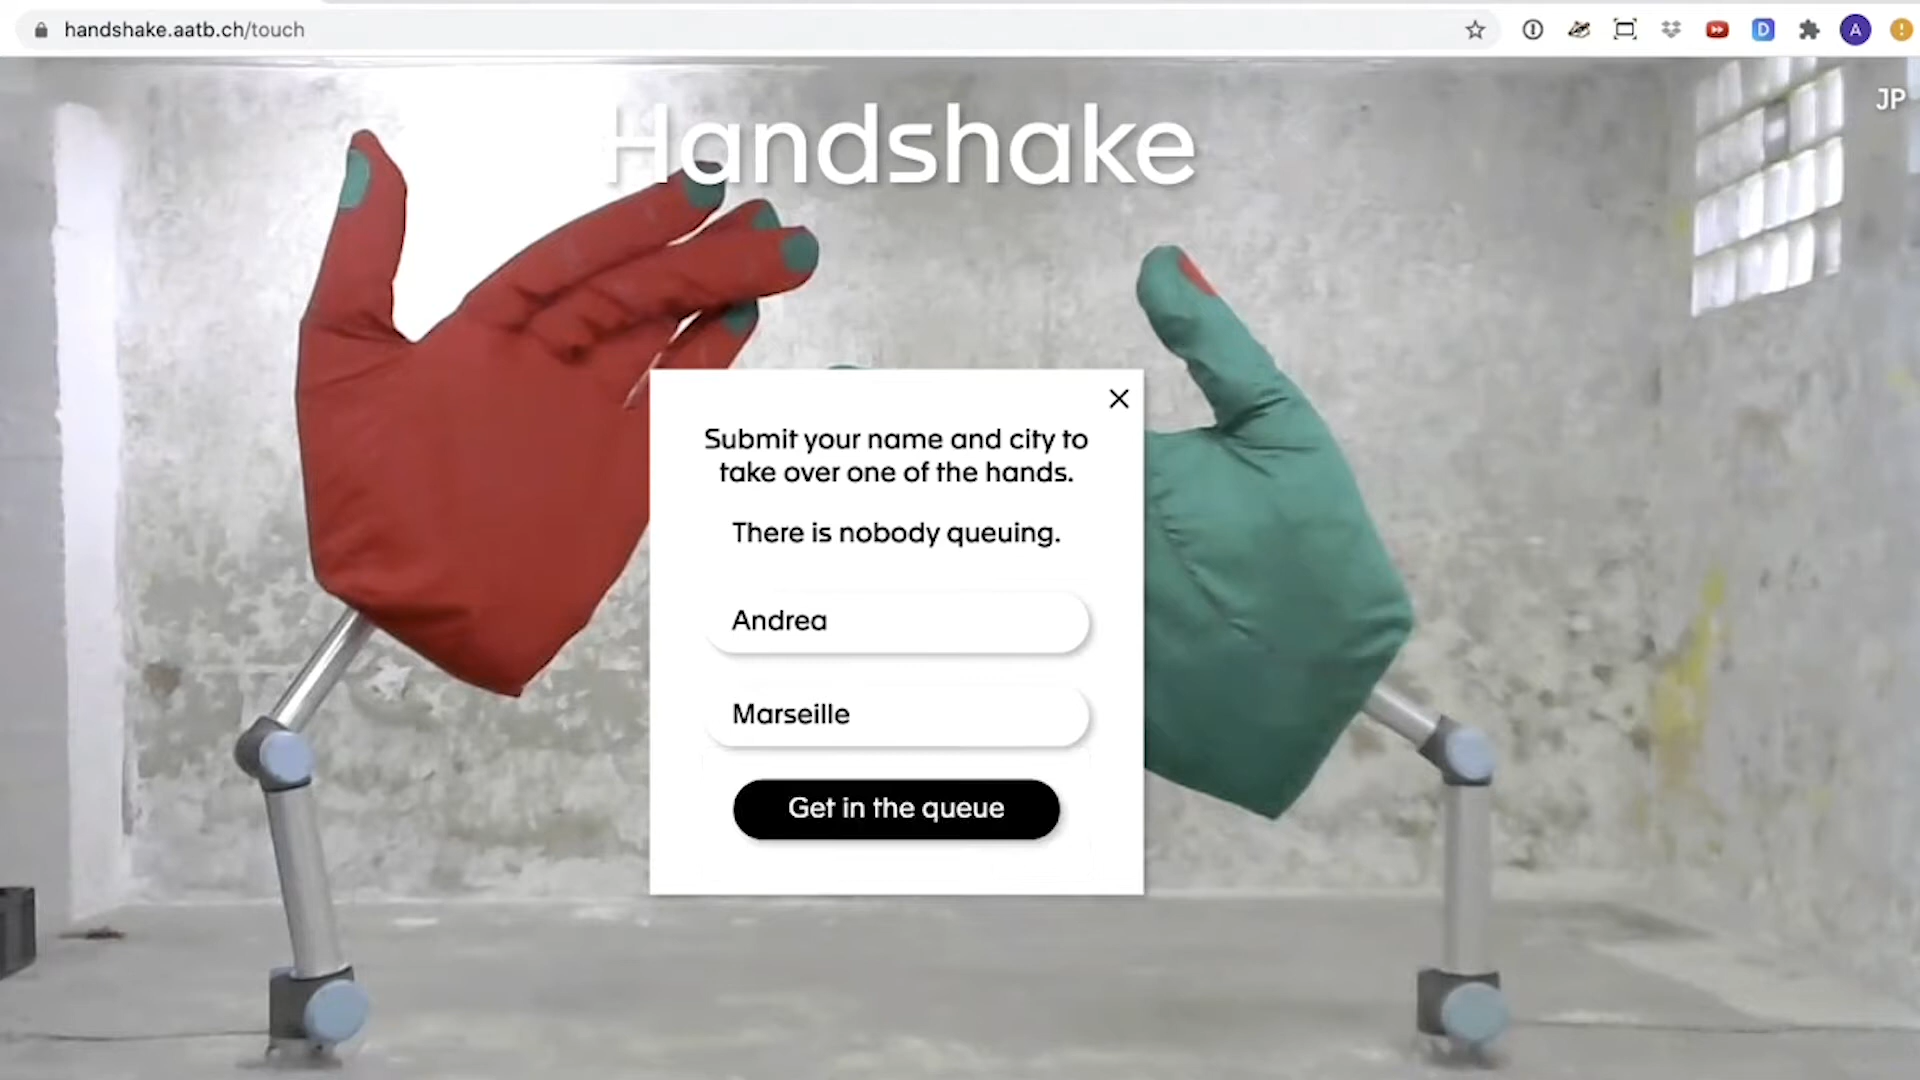 handshake.aatb.ch/touch
D
A
JP
Handshake
Submit your name and city to
take over one of the hands.
There is nobody queuing.
Andrea
Marseille
Get in the queue